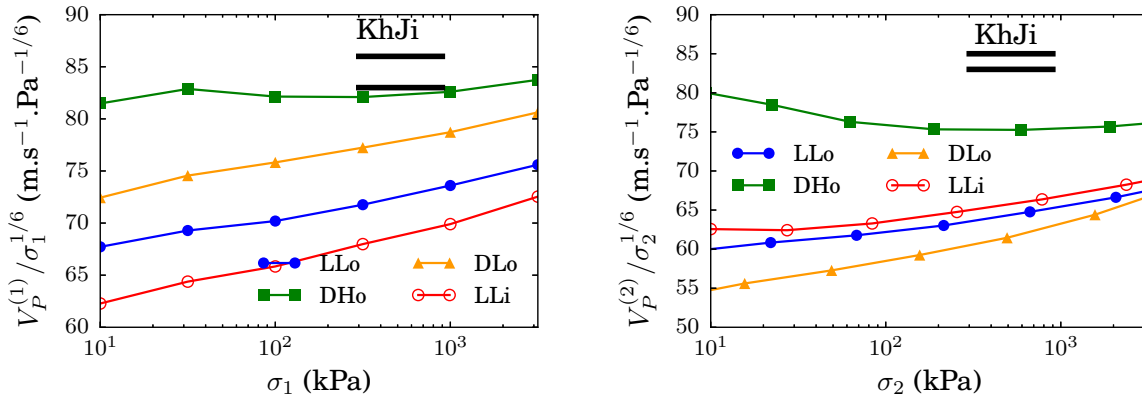 90
85
80
75
70
65
60
V_P^{(1)}/σ_1^{1/6} (m.s^{−1}.Pa^{−1/6})
KhJi
LLo
DHo
DLo
LLi
10^1
10^2
10^3
σ_1 (kPa)
90
85
80
75
70
65
60
55
50
V_P^{(2)}/σ_2^{1/6} (m.s^{−1}.Pa^{−1/6})
KhJi
LLo
DHo
DLo
LLi
10^1
10^2
10^3
σ_2 (kPa)